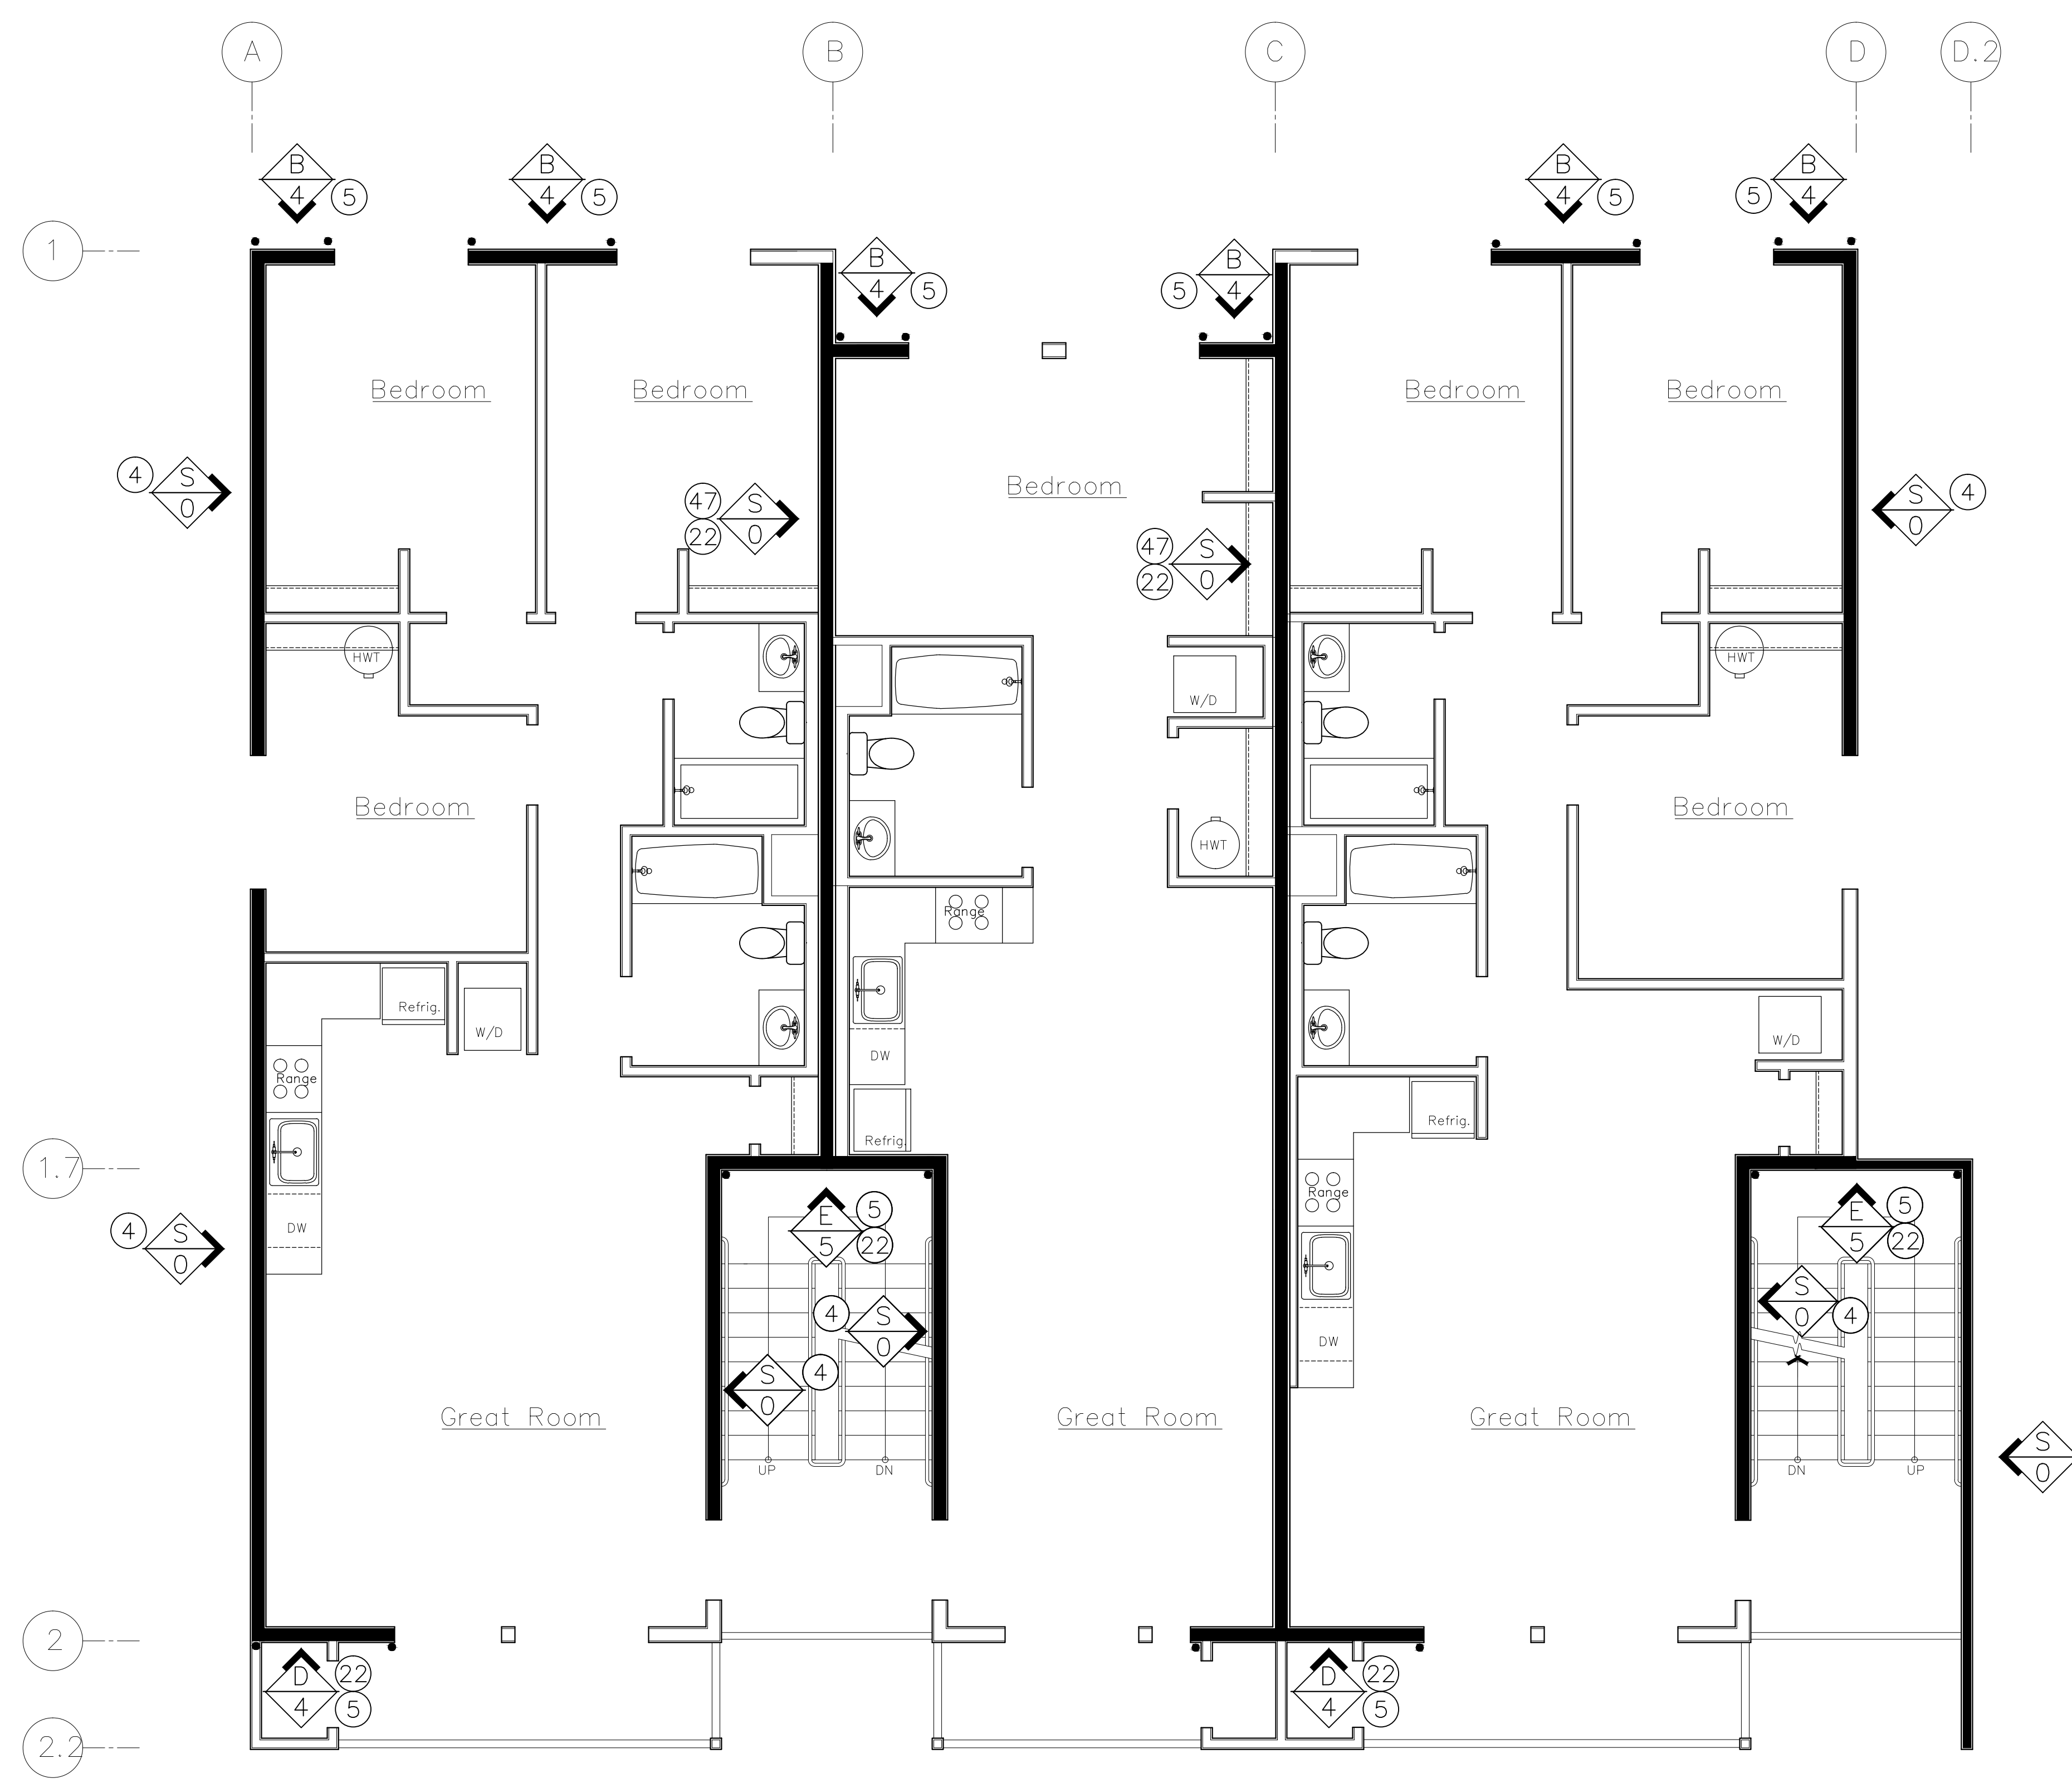 A B C D D.2
B B B B
4 5 4 5 4 5 5 4
1
B B
4 5 5 4
Bedroom Bedroom Bedroom Bedroom
4 S 47 S Bedroom S 4
0 22 0 0
47 S
22 0
HWT HWT
W/D
Bedroom Bedroom
HWT
Range
Refrig. W/D W/D
DW
Range
Refrig. Refrig.
1.7
Range
E 5 E 5
5 22 5 22
4 S DW
0
4 S S
0 0 4
DW
4 S
0
Great Room Great Room Great Room
S
0
UP DN DN UP
2
D 22 D 22
4 5 4 5
2.2